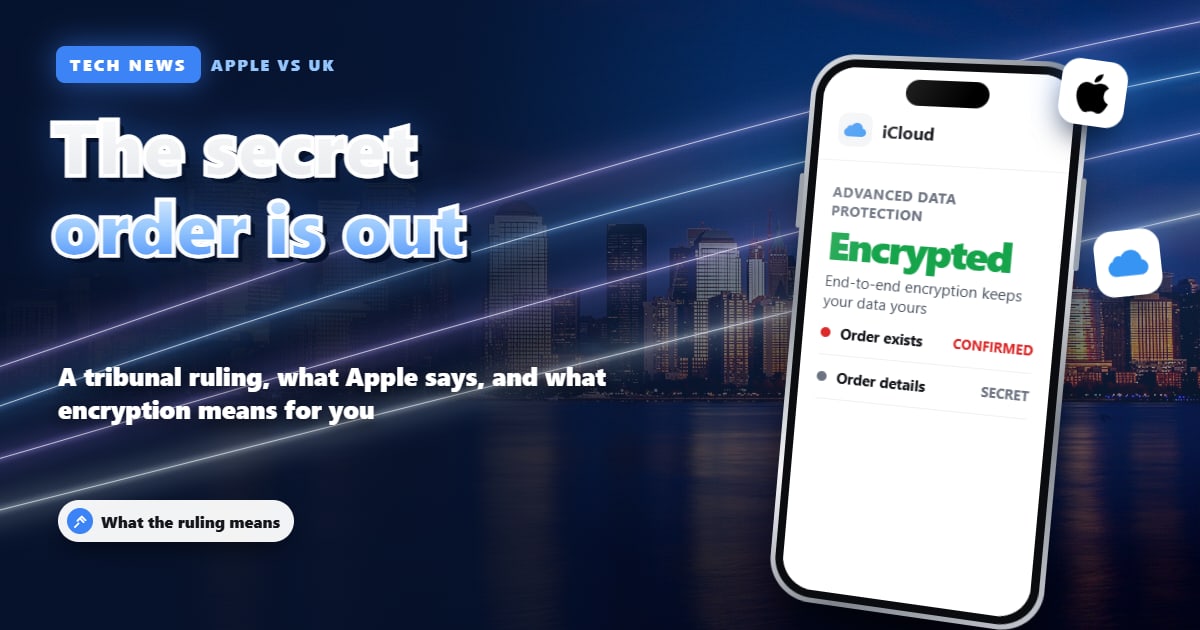 TECH NEWS APPLE VS UK
The secret
order is out
A tribunal ruling, what Apple says, and what
encryption means for you
What the ruling means
iCloud
ADVANCED DATA
PROTECTION
Encrypted
End-to-end encryption keeps
your data yours
Order exists CONFIRMED
Order details SECRET